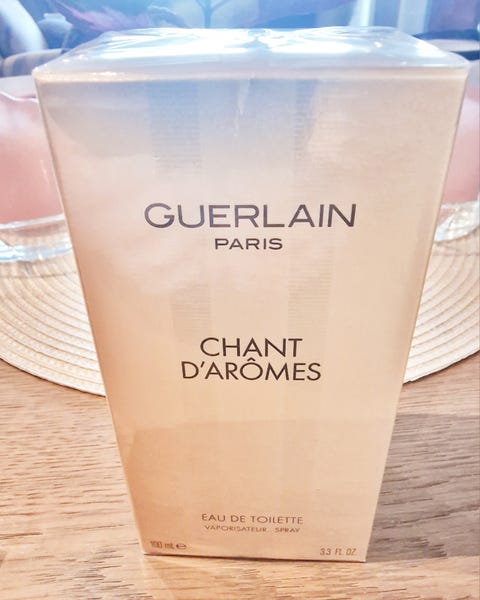 GUERLAIN
PARIS
CHANT
D'ARÔMES
EAU DE TOILETTE
VAPORISATEUR SPRAY
100 mL ℮
3.3 FL. OZ.